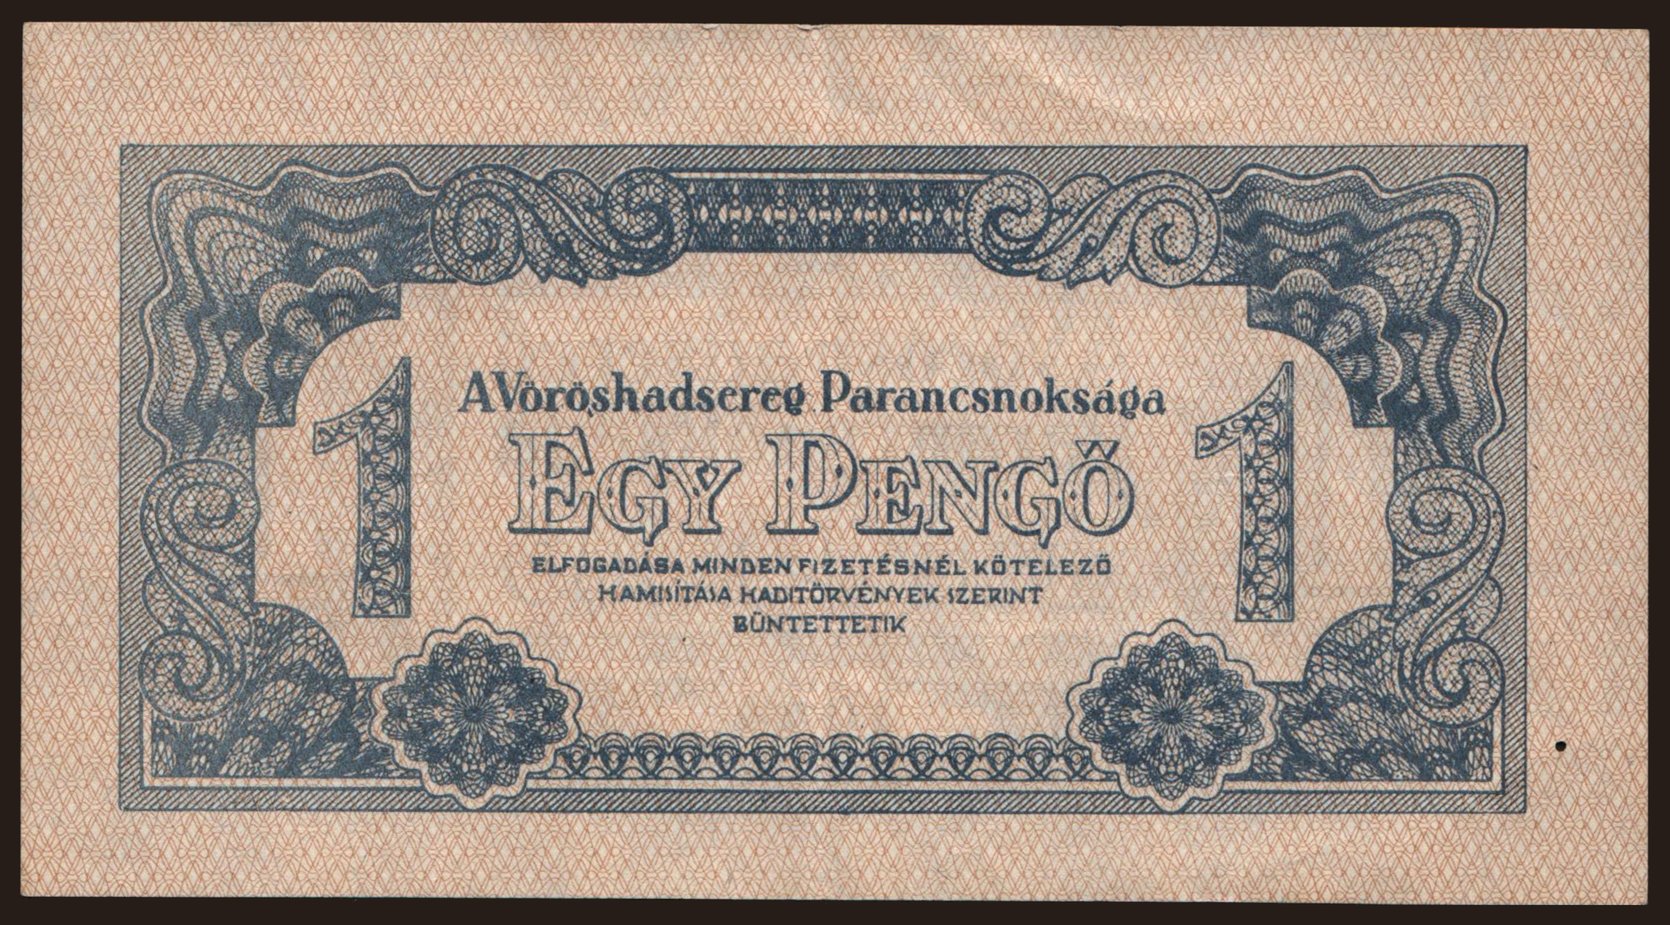 A Vöröshadsereg Parancsnoksága
1 EGY PENGŐ 1
ELFOGADÁSA MINDEN FIZETÉSNÉL KÖTELEZŐ
HAMISÍTÁSA HADITÖRVÉNYEK SZERINT
BÜNTETTETIK